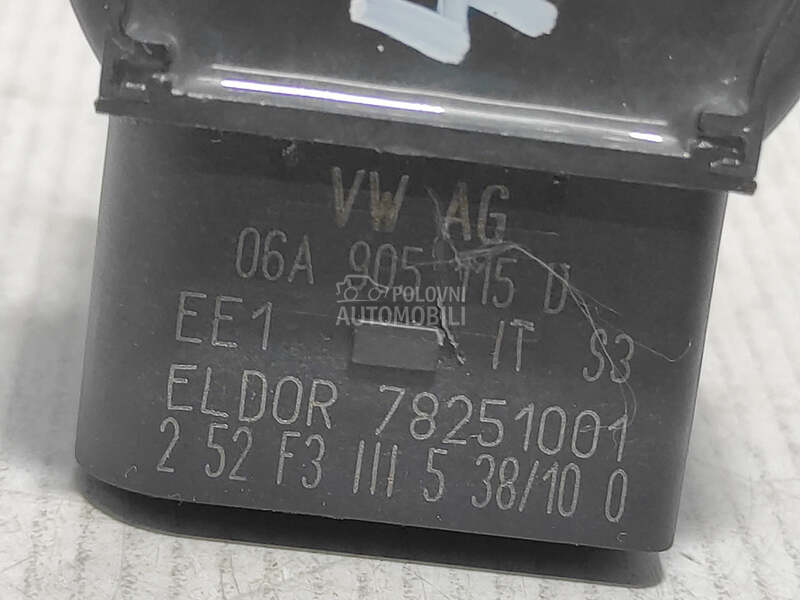 VW AG
06A 905 115 D
POLOVNI
AUTOMOBILI
EE1 IT S3
ELDOR 78251001
2 52 F3 III 5 38/10 0